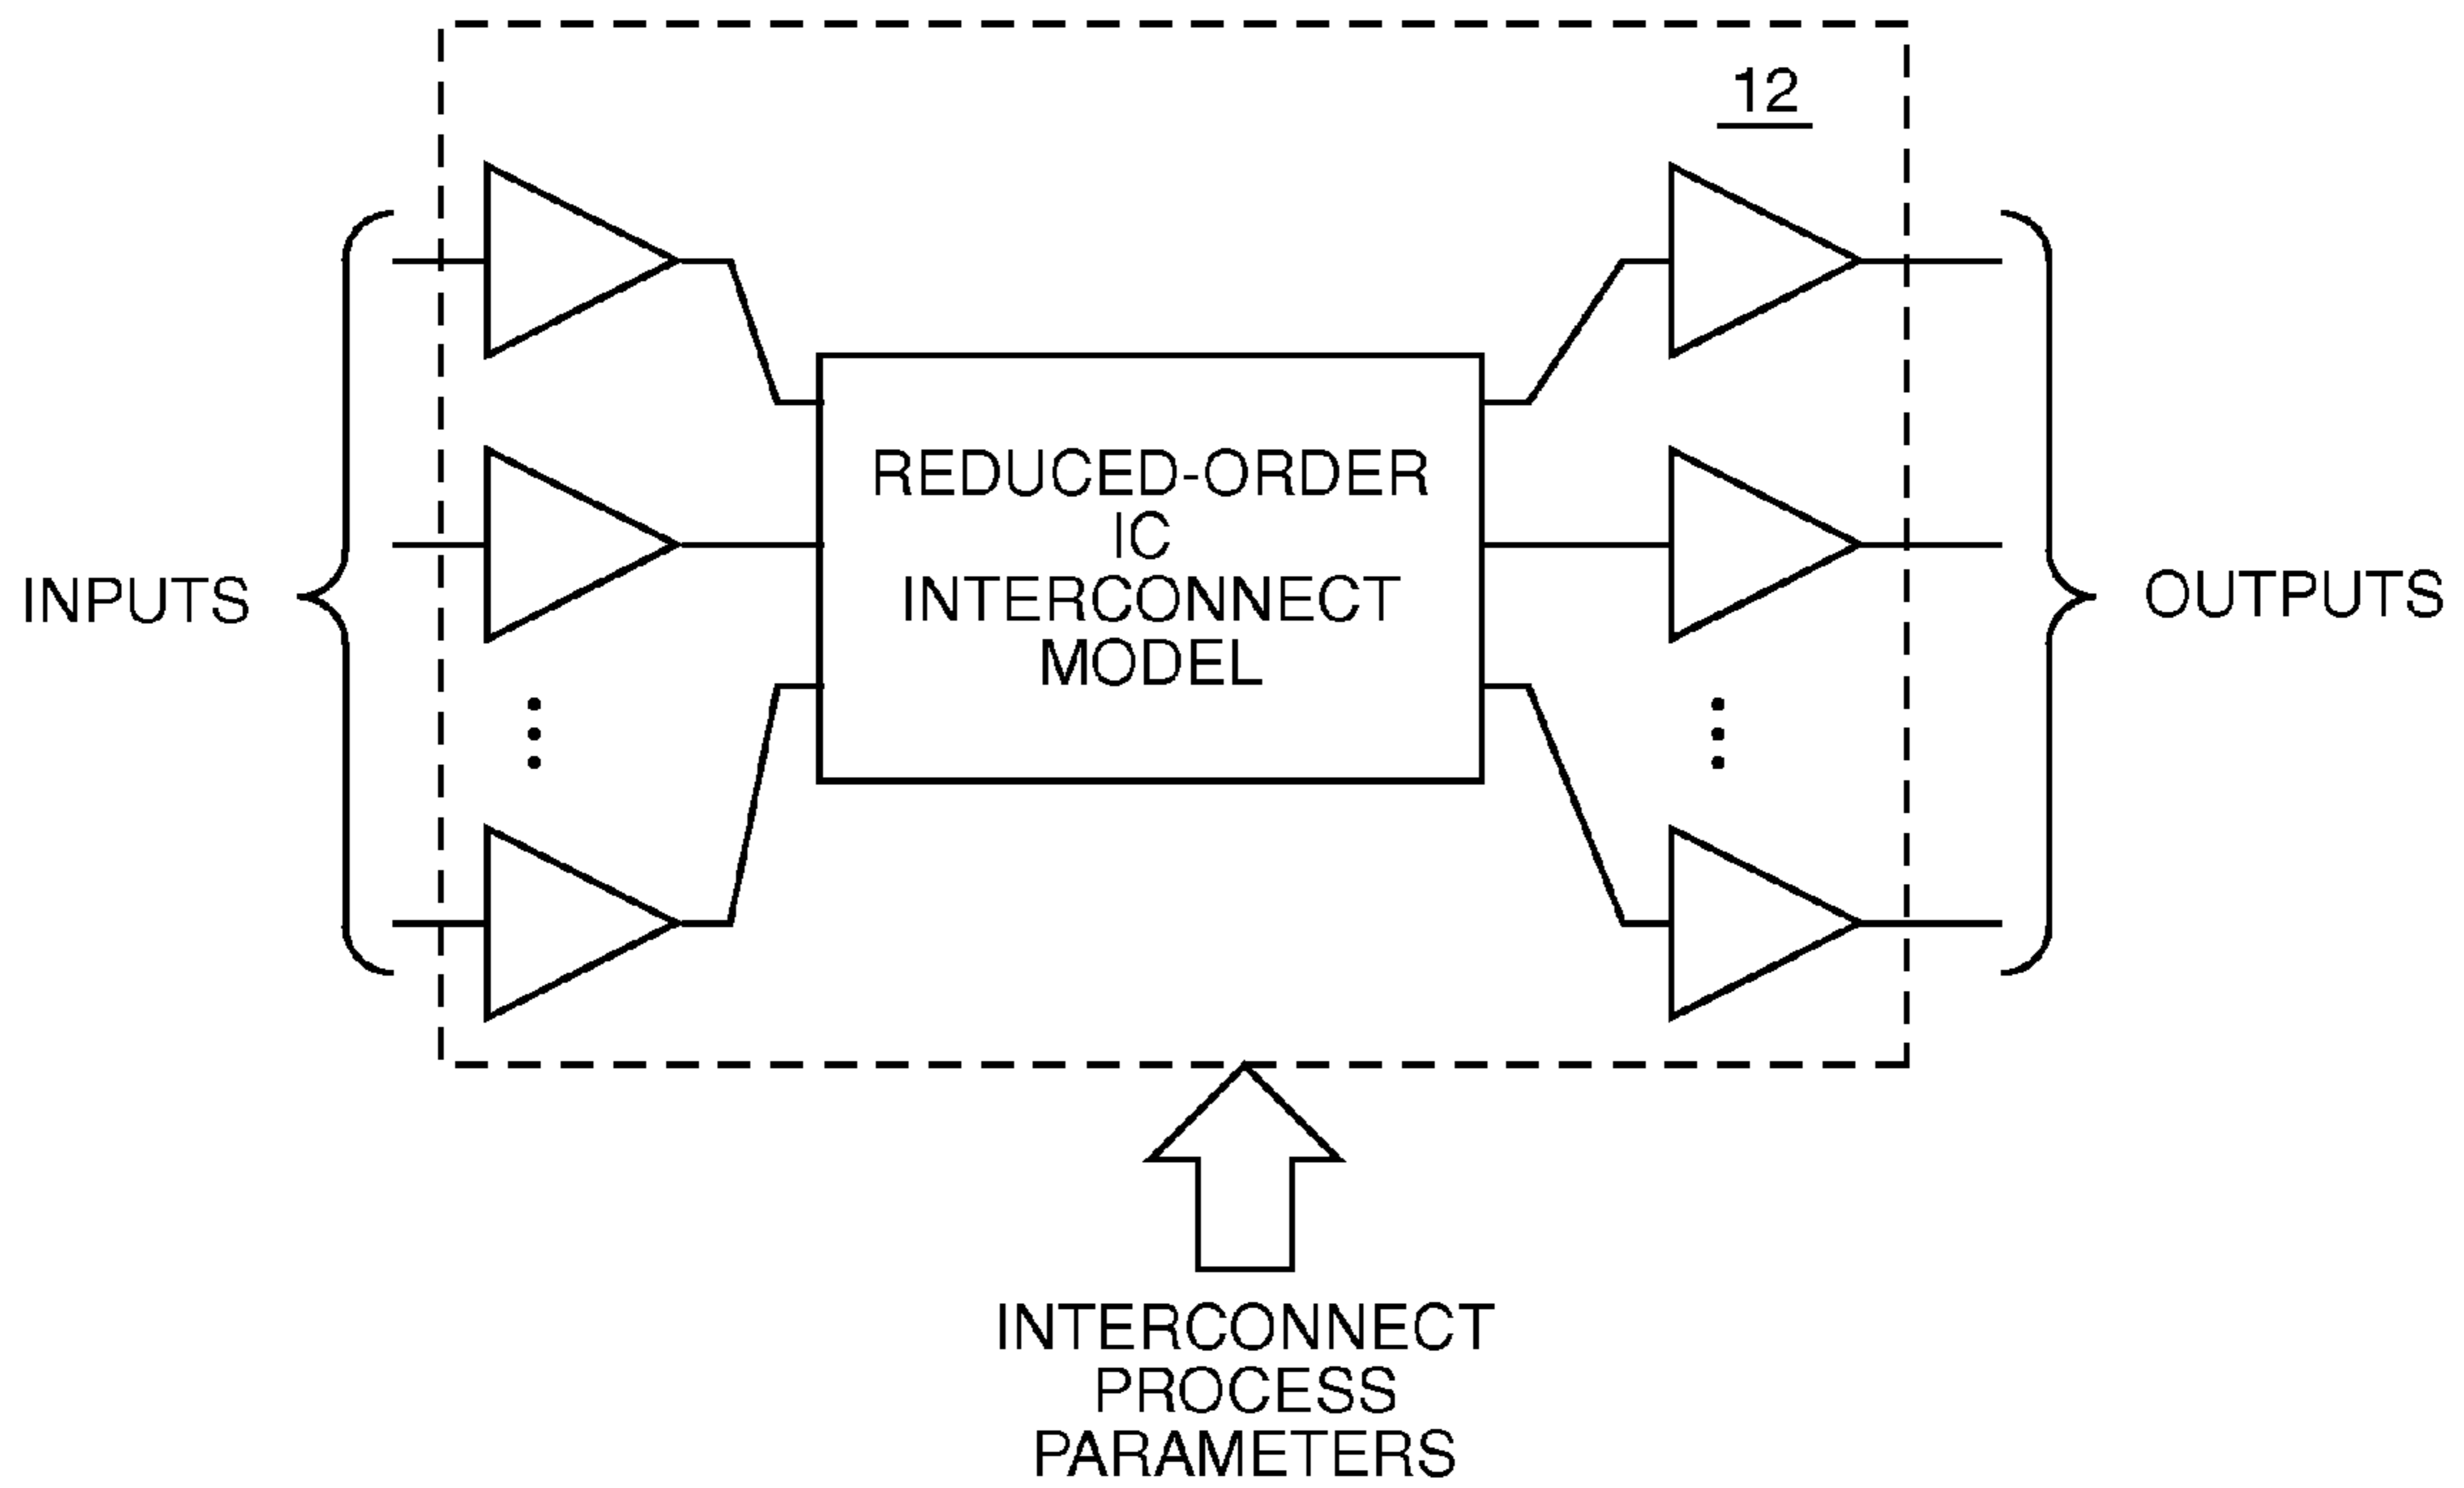 12
REDUCED-ORDER
IC
INTERCONNECT
MODEL
INPUTS
OUTPUTS
INTERCONNECT
PROCESS
PARAMETERS